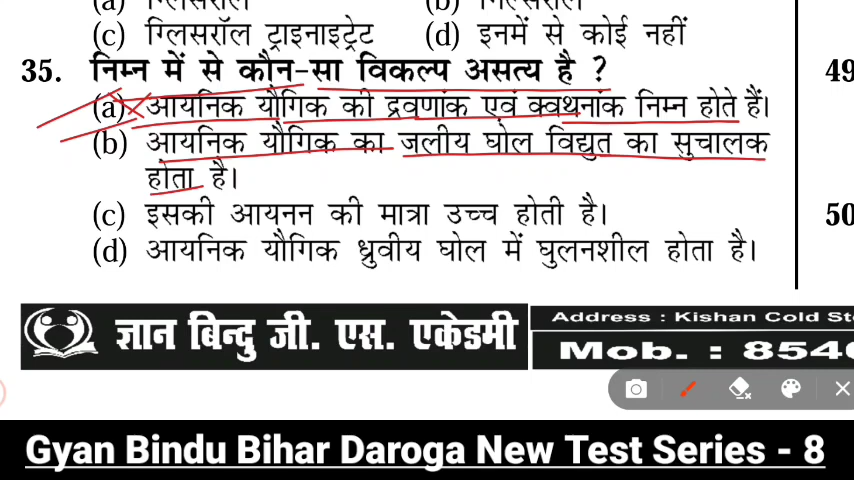 (c) ग्लिसरॉल ट्राइनाइट्रेट (d) इनमें से कोई नहीं
35. निम्न में से कौन-सा विकल्प असत्य है ?
49
(a) आयनिक यौगिक की द्रवणांक एवं क्वथनांक निम्न होते हैं।
(b) आयनिक यौगिक का जलीय घोल विद्युत का सुचालक
होता है।
(c) इसकी आयनन की मात्रा उच्च होती है।
50
(d) आयनिक यौगिक ध्रुवीय घोल में घुलनशील होता है।
ज्ञान बिन्दु जी. एस. एकेडमी
Address : Kishan Cold
Mob. :
Gyan Bindu Bihar Daroga New Test Series - 8